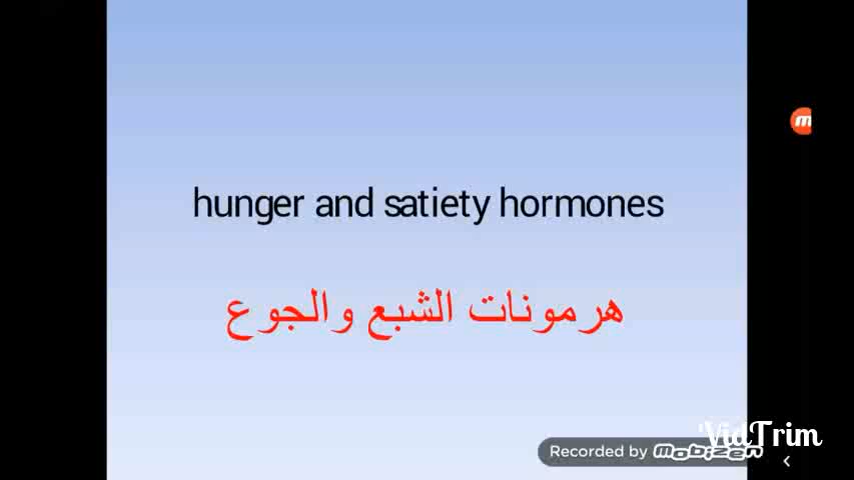 hunger and satiety hormones
هرمونات الشبع والجوع
VidTrim
Recorded by mobizen